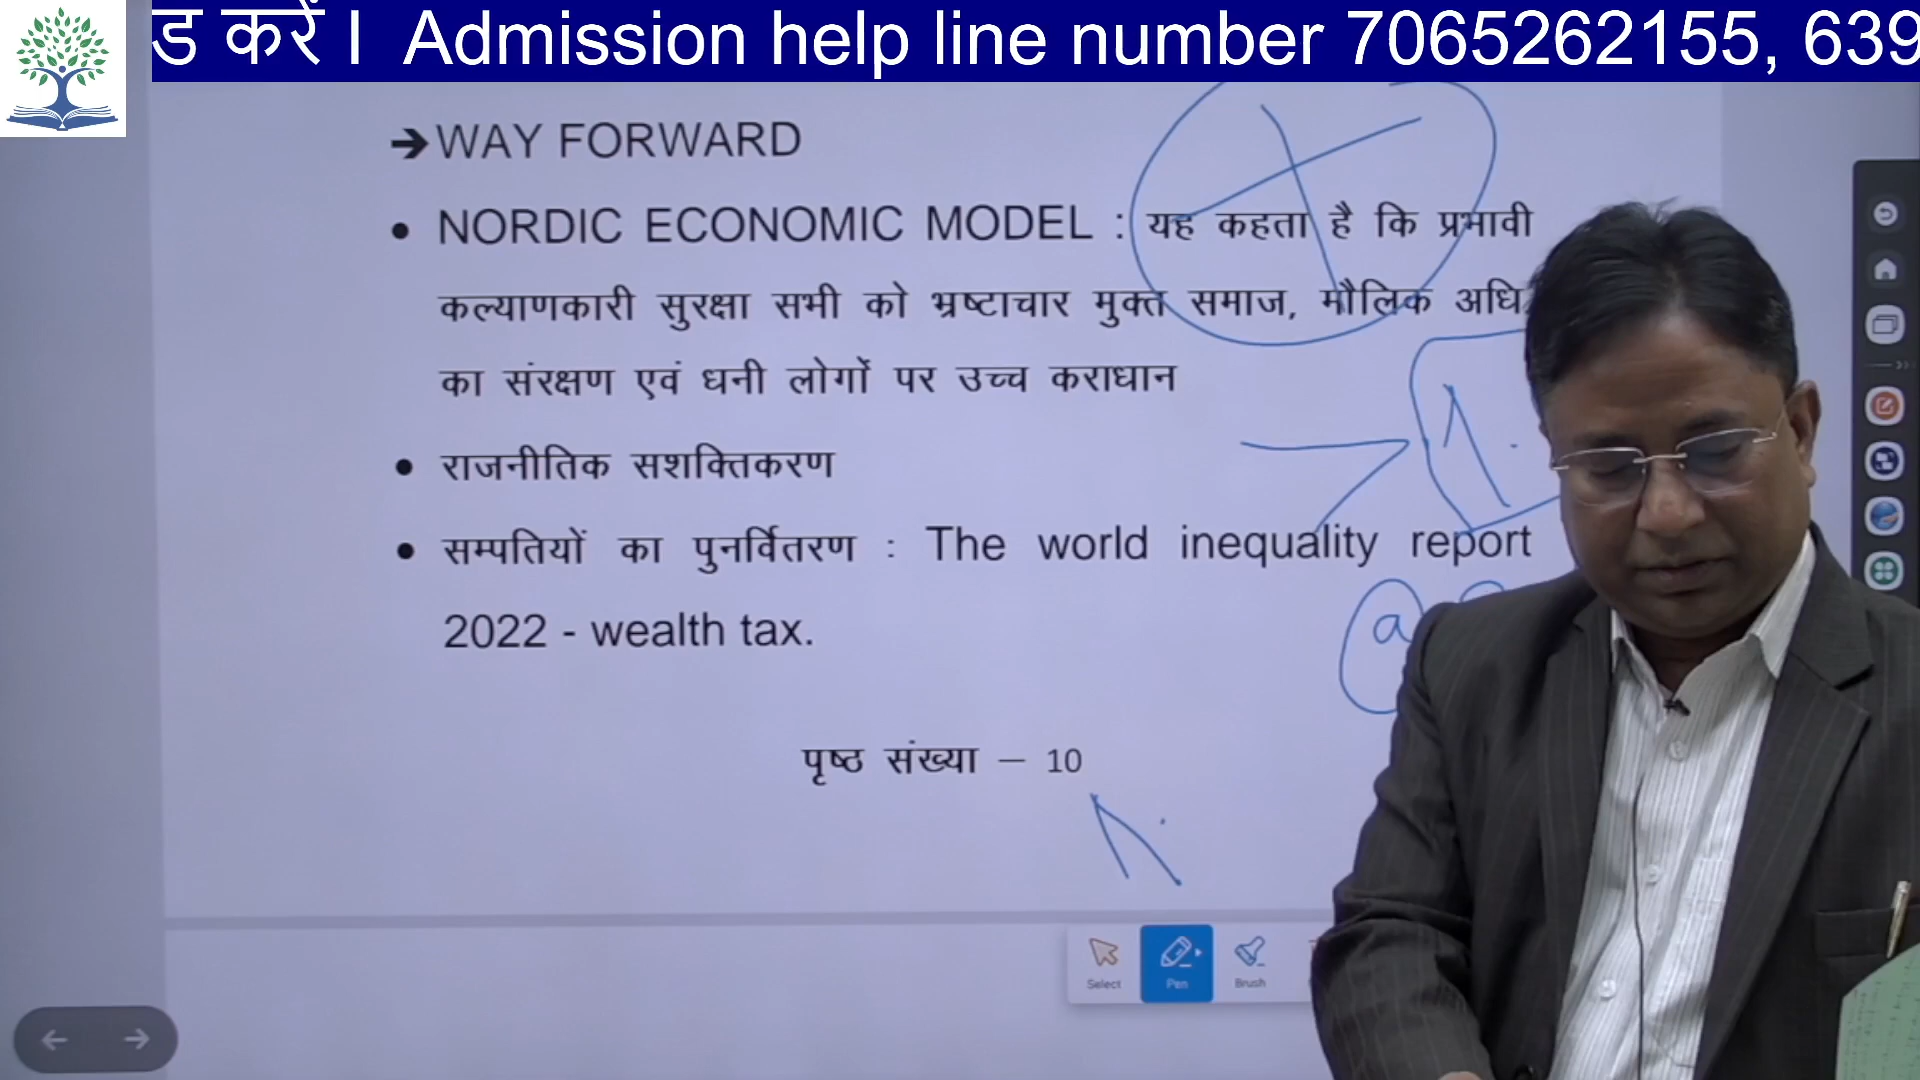 ड करें । Admission help line number 7065262155, 639
➔ WAY FORWARD
• NORDIC ECONOMIC MODEL : यह कहता है कि प्रभावी
कल्याणकारी सुरक्षा सभी को भ्रष्टाचार मुक्त समाज, मौलिक अधि
का संरक्षण एवं धनी लोगों पर उच्च कराधान
• राजनीतिक सशक्तिकरण
• सम्पतियों का पुनर्वितरण : The world inequality report
2022 - wealth tax.
a
पृष्ठ संख्या – 10
Select Pen Brush